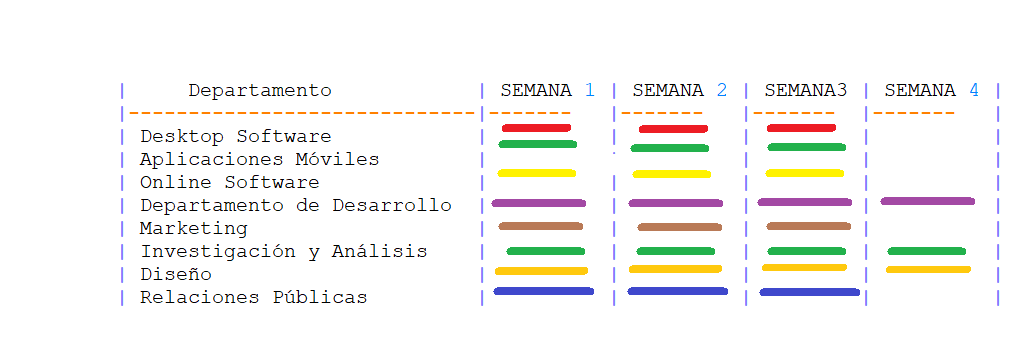 | Departamento | SEMANA 1 | SEMANA 2 | SEMANA3 | SEMANA 4 |
|-----------------------------|-------|-------|-------|-------|
| Desktop Software | | | | |
| Aplicaciones Móviles | | | | |
| Online Software | | | | |
| Departamento de Desarrollo | | | | |
| Marketing | | | | |
| Investigación y Análisis | | | | |
| Diseño | | | | |
| Relaciones Públicas | | | | |